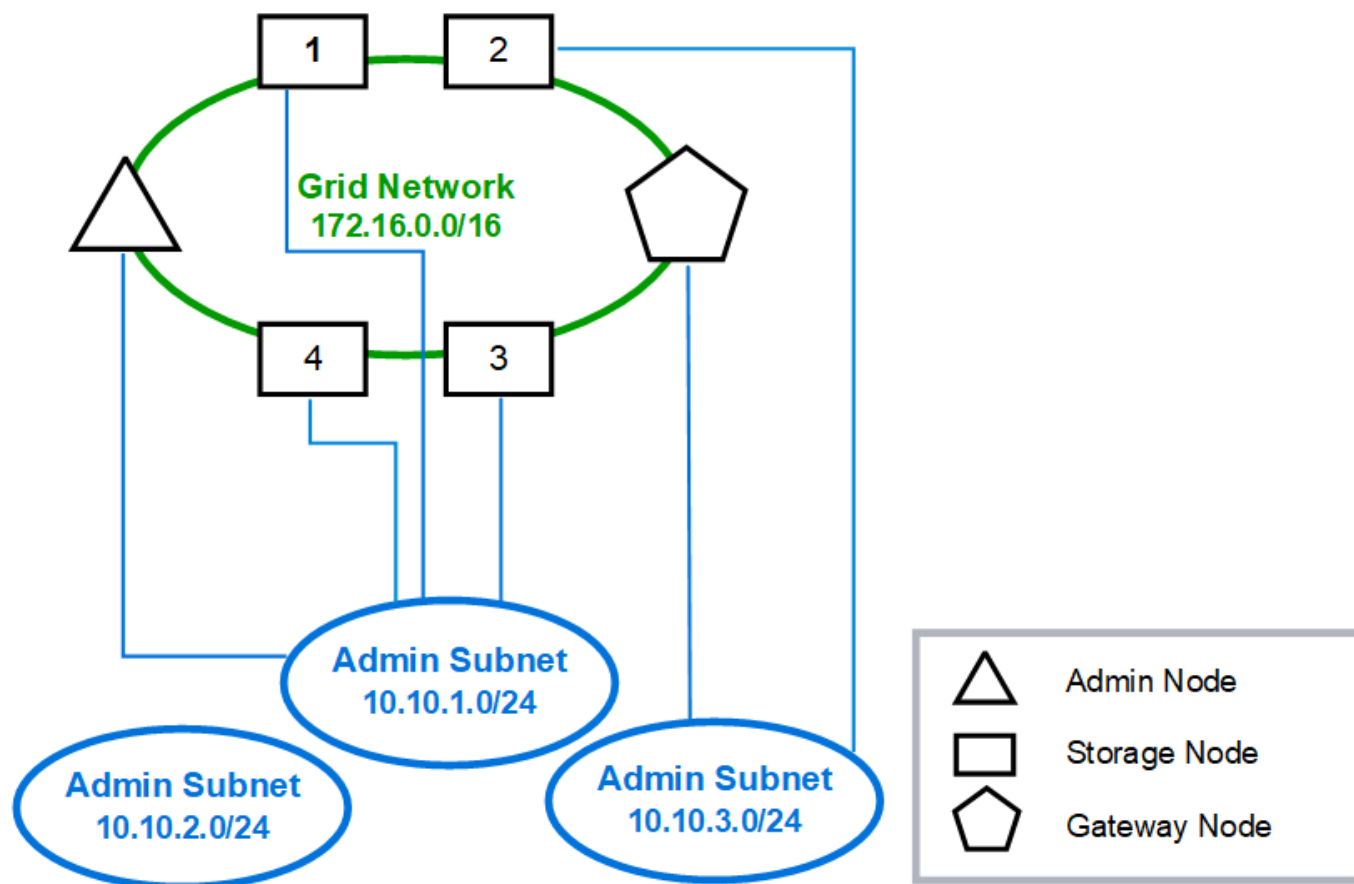 1
2
Grid Network
172.16.0.0/16
4
3
Admin Subnet
10.10.1.0/24
Admin Subnet
10.10.2.0/24
Admin Subnet
10.10.3.0/24
Admin Node
Storage Node
Gateway Node